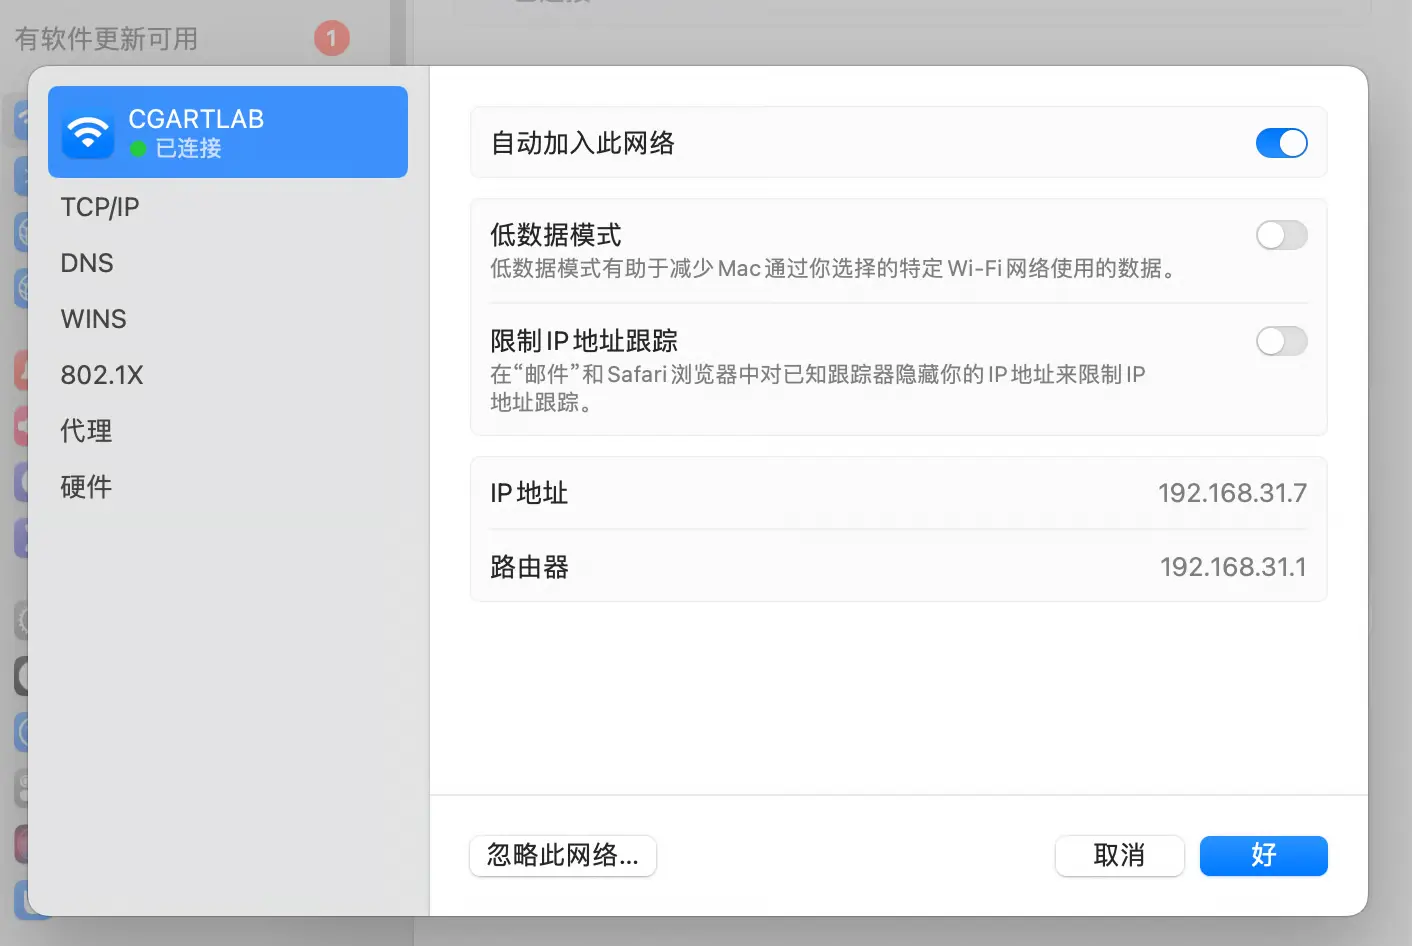 有软件更新可用
1
CGARTLAB
已连接
TCP/IP
DNS
WINS
802.1X
代理
硬件
自动加入此网络
低数据模式
低数据模式有助于减少 Mac 通过你选择的特定 Wi-Fi 网络使用的数据。
限制 IP 地址跟踪
在“邮件”和 Safari 浏览器中对已知跟踪器隐藏你的 IP 地址来限制 IP
地址跟踪。
IP 地址
192.168.31.7
路由器
192.168.31.1
忽略此网络...
取消
好